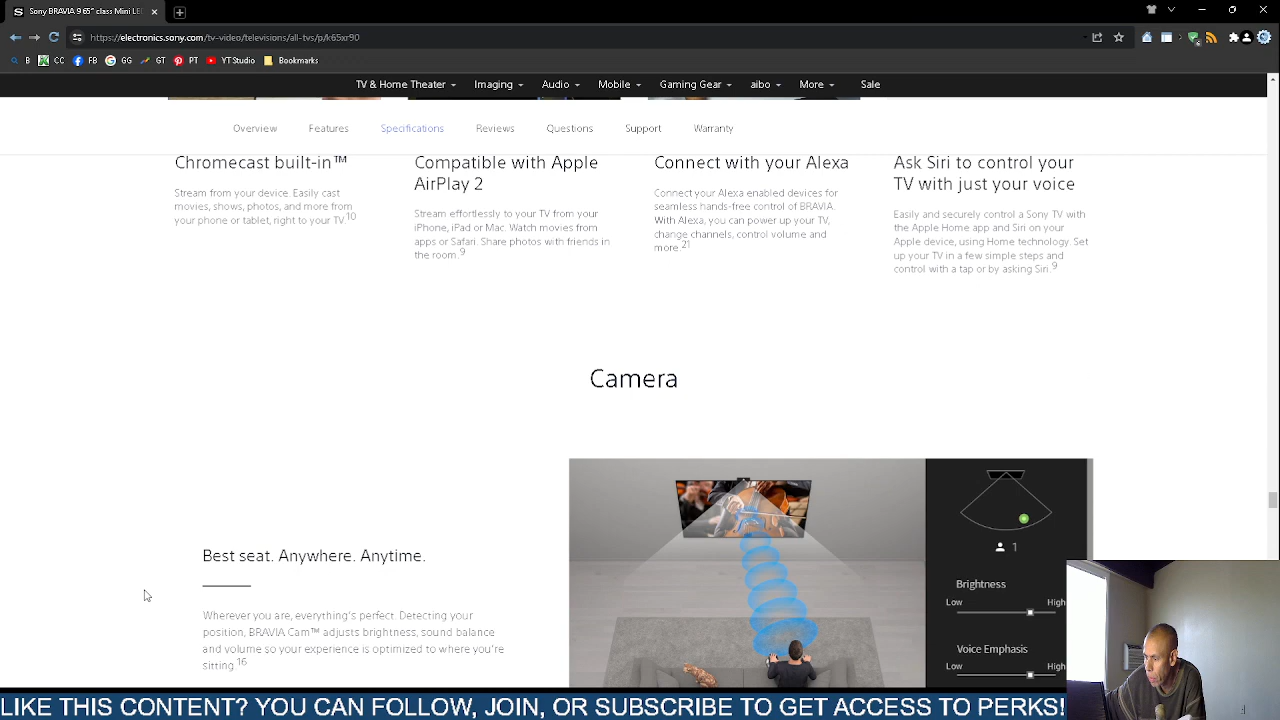 Sony BRAVIA 9 65" class Mini LE
https://electronics.sony.com/tv-video/televisions/all-tvs/p/k65xr90
B CC FB GG GT PT YT Studio Bookmarks
TV & Home Theater Imaging Audio Mobile Gaming Gear aibo More Sale
Overview Features Specifications Reviews Questions Support Warranty
Chromecast built-in™
Stream from your device. Easily cast
movies, shows, photos, and more from
your phone or tablet, right to your TV.10
Compatible with Apple
AirPlay 2
Stream effortlessly to your TV from your
iPhone, iPad or Mac. Watch movies from
apps or Safari. Share photos with friends in
the room.9
Connect with your Alexa
Connect your Alexa enabled devices for
seamless hands-free control of BRAVIA.
With Alexa, you can power up your TV,
change channels, control volume and
more.21
Ask Siri to control your
TV with just your voice
Easily and securely control a Sony TV with
the Apple Home app and Siri on your
Apple device, using Home technology. Set
up your TV in a few simple steps and
control with a tap or by asking Siri.9
Camera
Best seat. Anywhere. Anytime.
Wherever you are, everything's perfect. Detecting your
position, BRAVIA Cam™ adjusts brightness, sound balance
and volume so your experience is optimized to where you're
sitting.16
1
Brightness
Low High
Voice Emphasis
Low High
LIKE THIS CONTENT? YOU CAN FOLLOW, JOIN, OR SUBSCRIBE TO GET ACCESS TO PERKS!